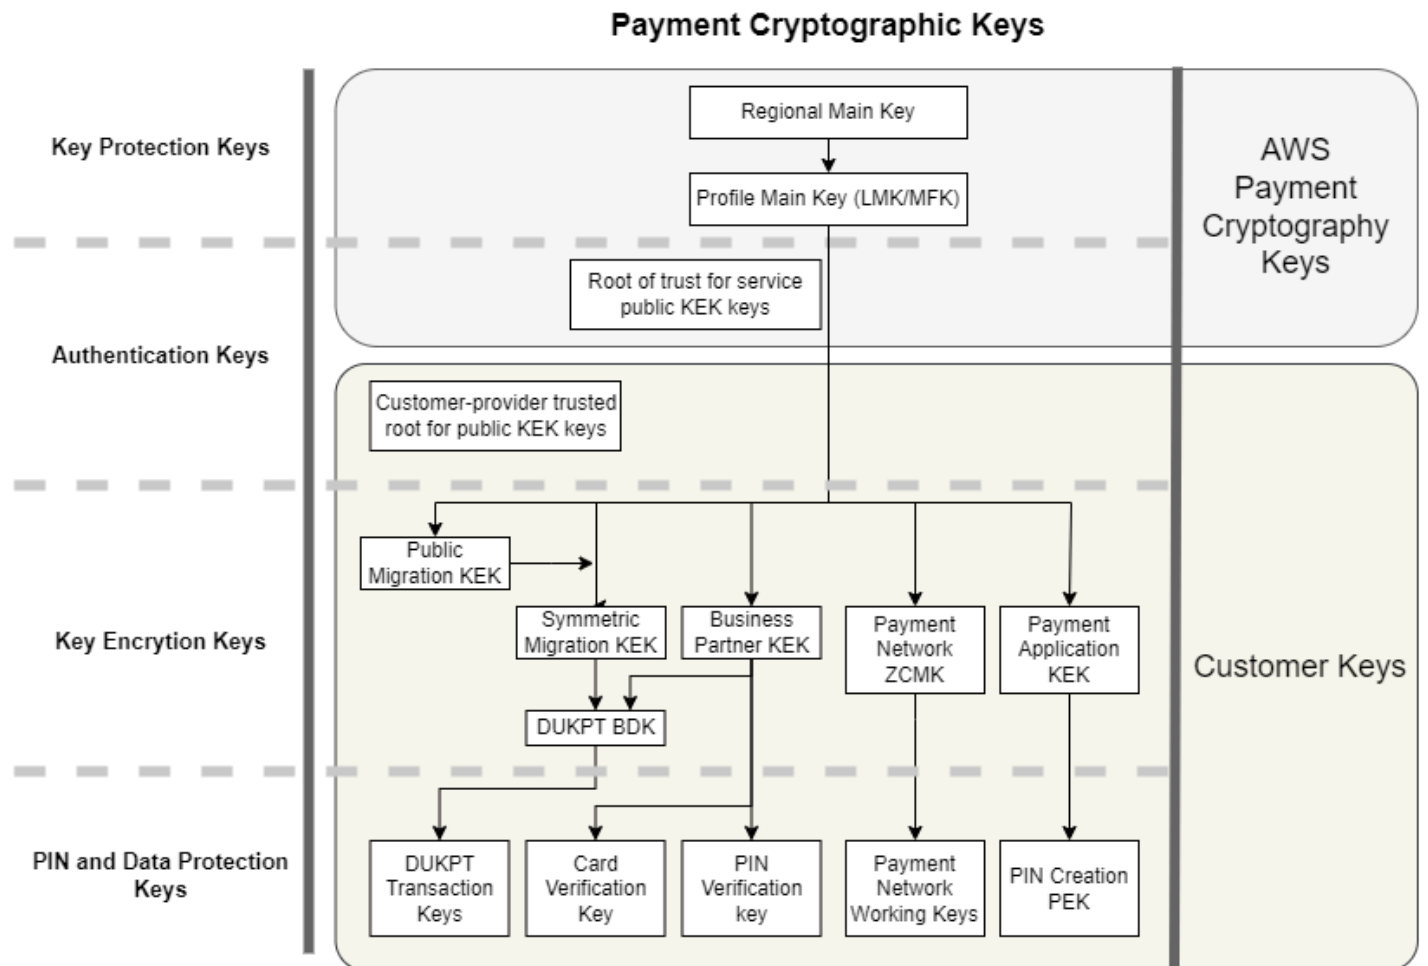 Payment Cryptographic Keys
Key Protection Keys
Regional Main Key
Profile Main Key (LMK/MFK)
AWS
Payment
Cryptography
Keys
Authentication Keys
Root of trust for service
public KEK keys
Customer-provider trusted
root for public KEK keys
Key Encrytion Keys
Public
Migration KEK
Symmetric
Migration KEK
Business
Partner KEK
Payment
Network
ZCMK
Payment
Application
KEK
DUKPT BDK
Customer Keys
PIN and Data Protection
Keys
DUKPT
Transaction
Keys
Card
Verification
Key
PIN
Verification
key
Payment
Network
Working Keys
PIN Creation
PEK